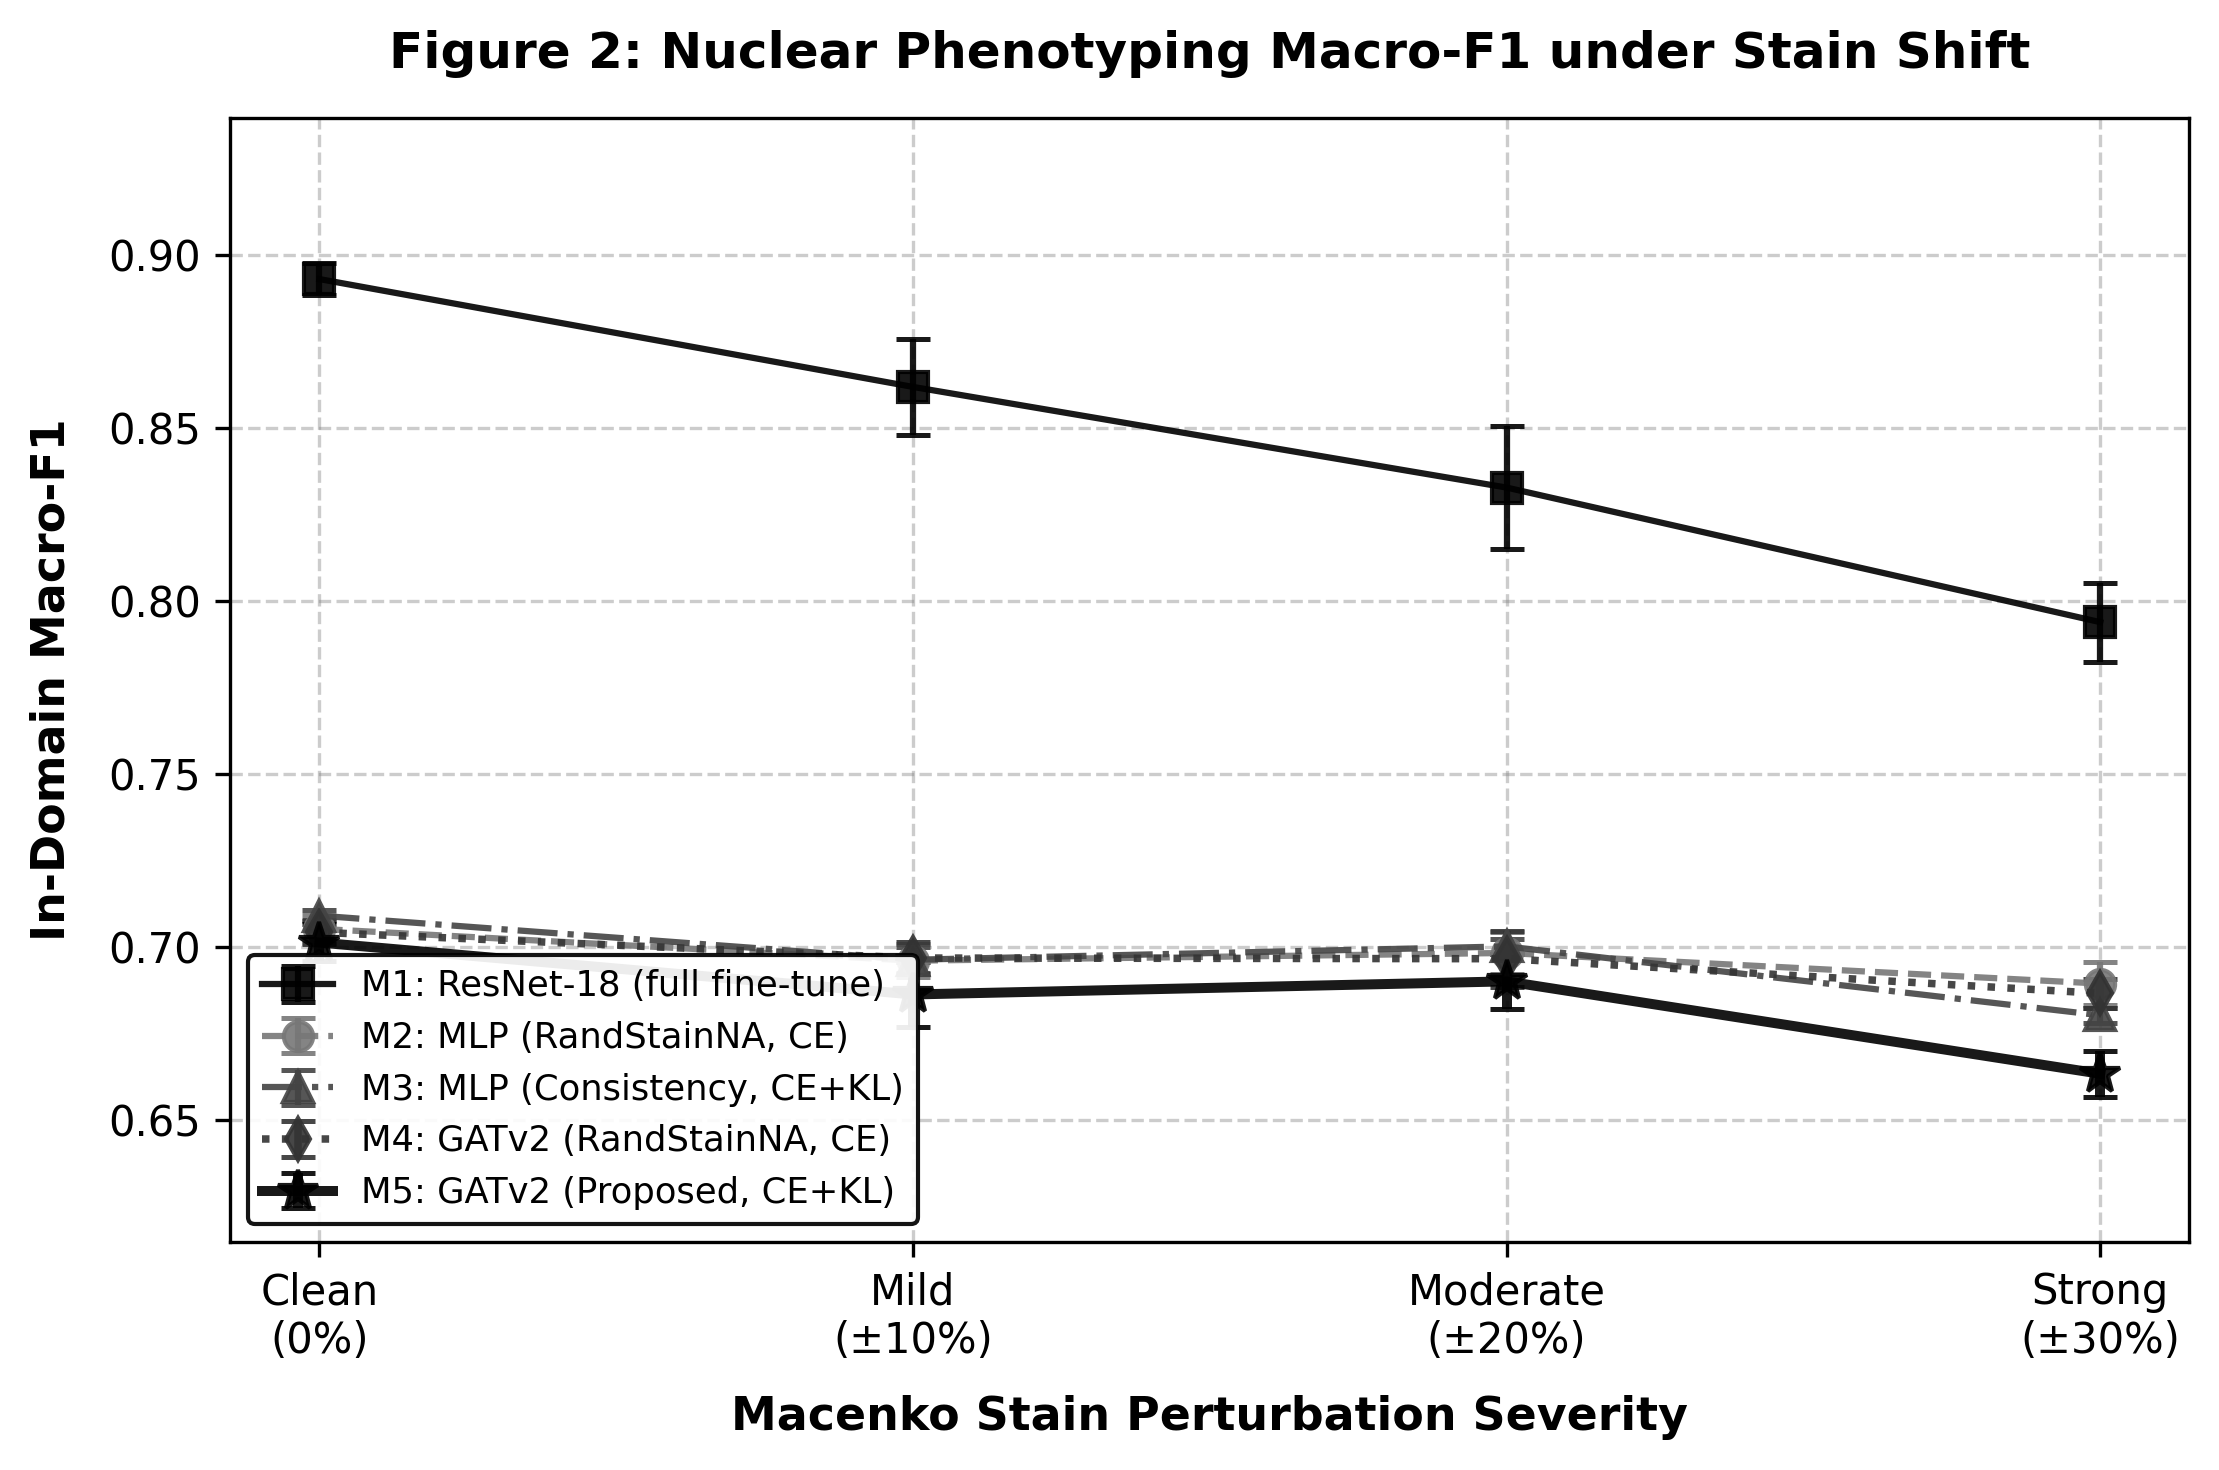 Figure 2: Nuclear Phenotyping Macro-F1 under Stain Shift
In-Domain Macro-F1
0.90
0.85
0.80
0.75
0.70
0.65
M1: ResNet-18 (full fine-tune)
M2: MLP (RandStainNA, CE)
M3: MLP (Consistency, CE+KL)
M4: GATv2 (RandStainNA, CE)
M5: GATv2 (Proposed, CE+KL)
Clean
(0%)
Mild
(±10%)
Moderate
(±20%)
Strong
(±30%)
Macenko Stain Perturbation Severity